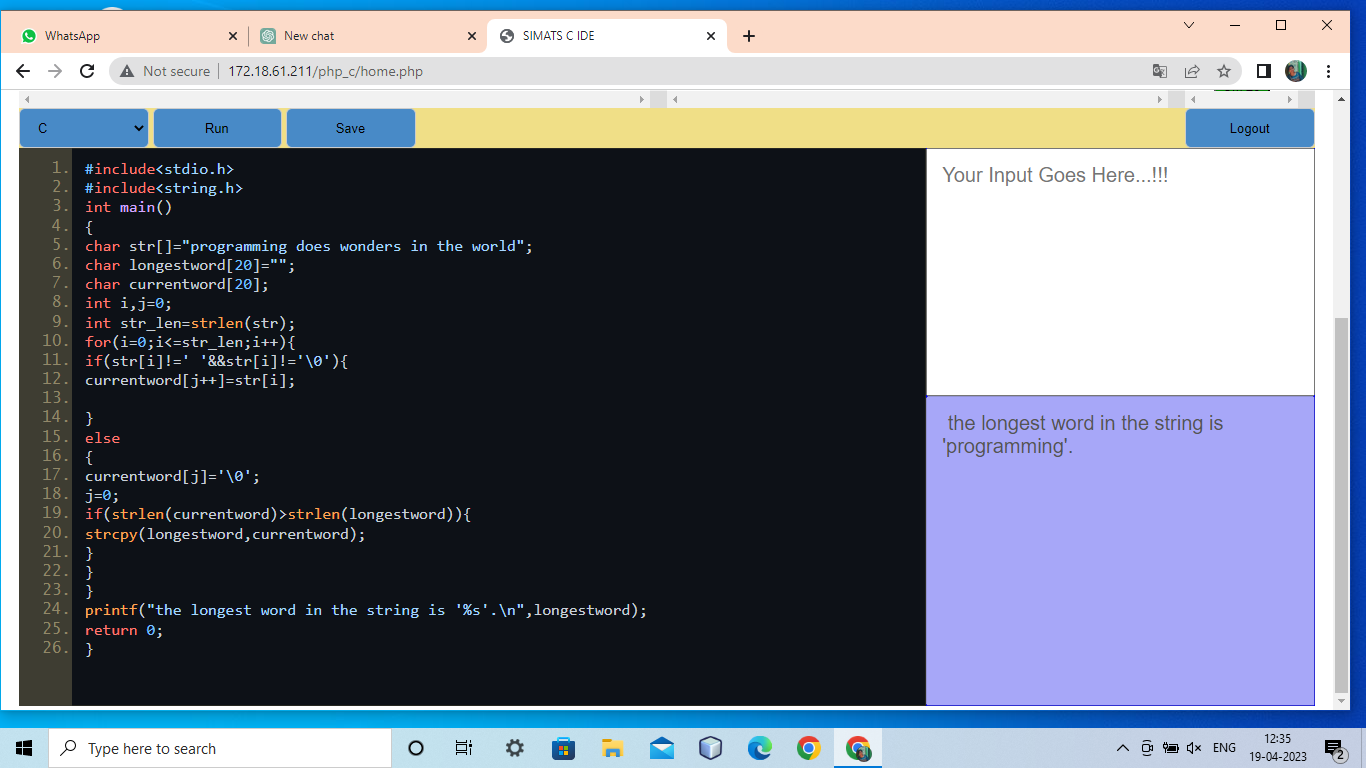 WhatsApp
New chat
SIMATS C IDE
Not secure
172.18.61.211/php_c/home.php
C
Run
Save
Logout
1. #include<stdio.h>
2. #include<string.h>
3. int main()
4. {
5. char str[]="programming does wonders in the world";
6. char longestword[20]="";
7. char currentword[20];
8. int i,j=0;
9. int str_len=strlen(str);
10. for(i=0;i<=str_len;i++){
11. if(str[i]!=' '&&str[i]!='\0'){
12. currentword[j++]=str[i];
13.
14. }
15. else
16. {
17. currentword[j]='\0';
18. j=0;
19. if(strlen(currentword)>strlen(longestword)){
20. strcpy(longestword,currentword);
21. }
22. }
23. }
24. printf("the longest word in the string is '%s'.\n",longestword);
25. return 0;
26. }
Your Input Goes Here...!!!
the longest word in the string is
'programming'.
Type here to search
ENG
12:35
19-04-2023
2